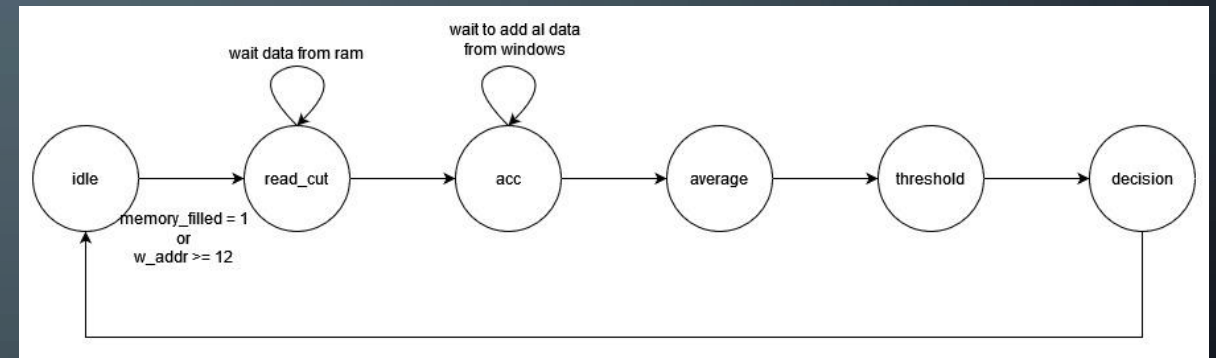 wait data from ram
wait to add al data
from windows
idle
read_cut
acc
average
threshold
decision
memory_filled = 1
or
w_addr >= 12